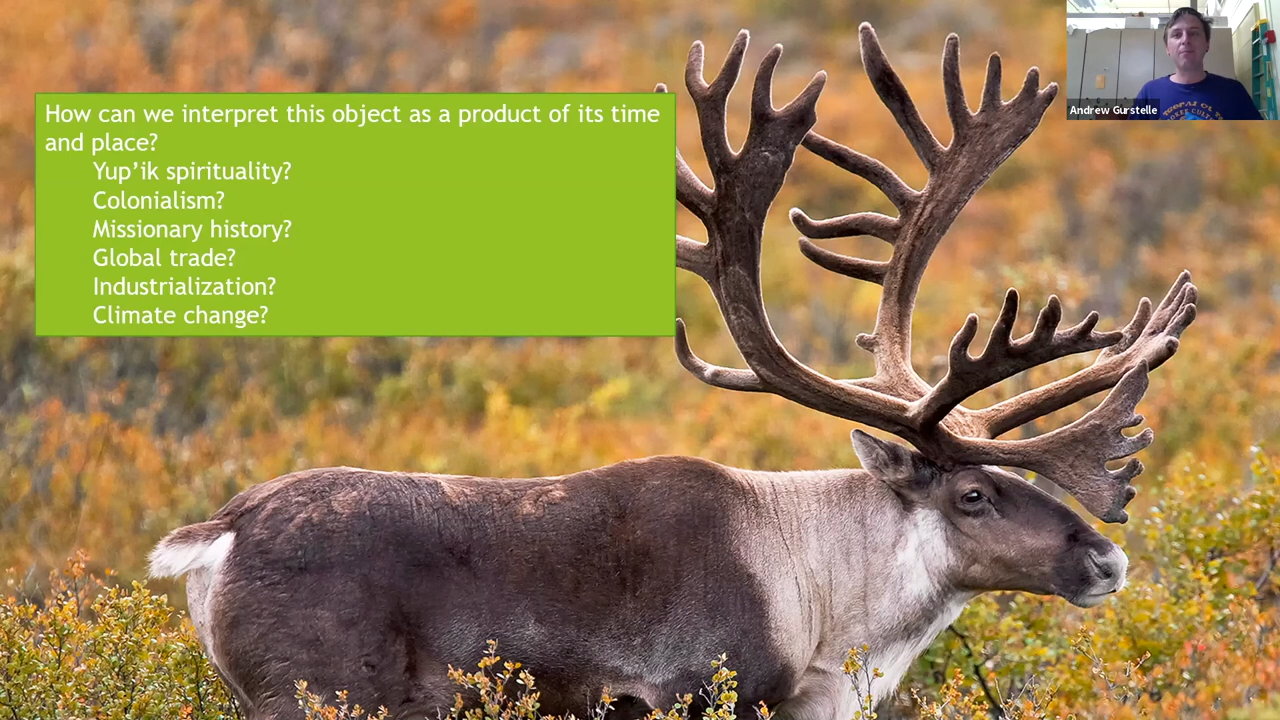 How can we interpret this object as a product of its time
and place?
Yup’ik spirituality?
Colonialism?
Missionary history?
Global trade?
Industrialization?
Climate change?
Andrew Gurstelle